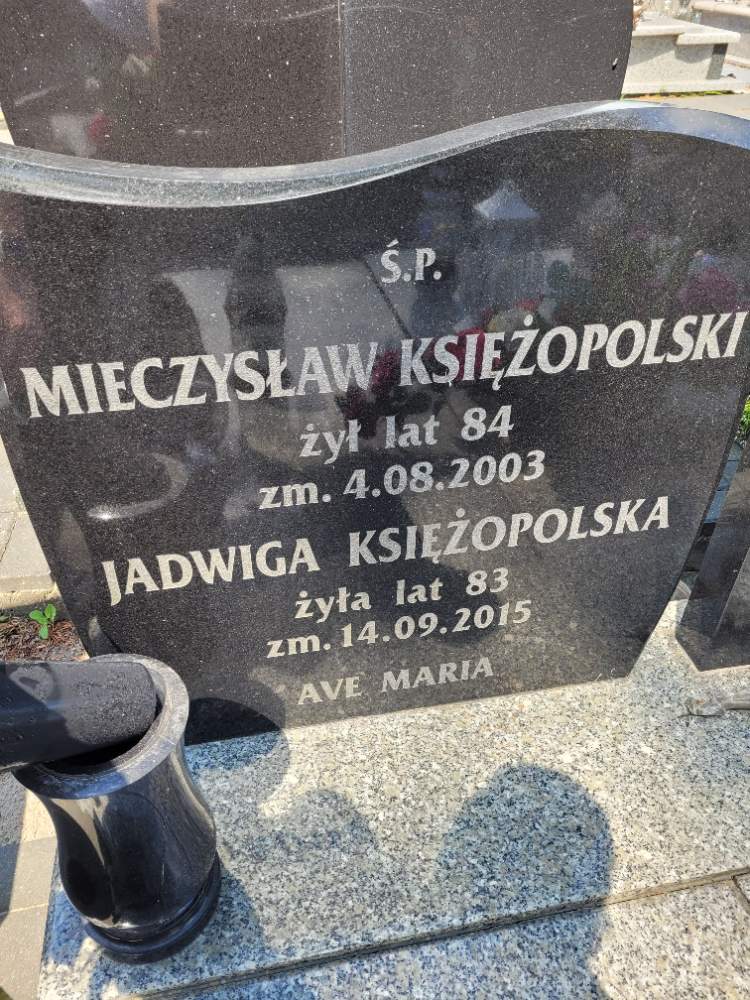 Ś.P.
MIECZYSŁAW KSIĘŻOPOLSKI
żył lat 84
zm. 4.08.2003
JADWIGA KSIĘŻOPOLSKA
żyła lat 83
zm. 14.09.2015
AVE MARIA